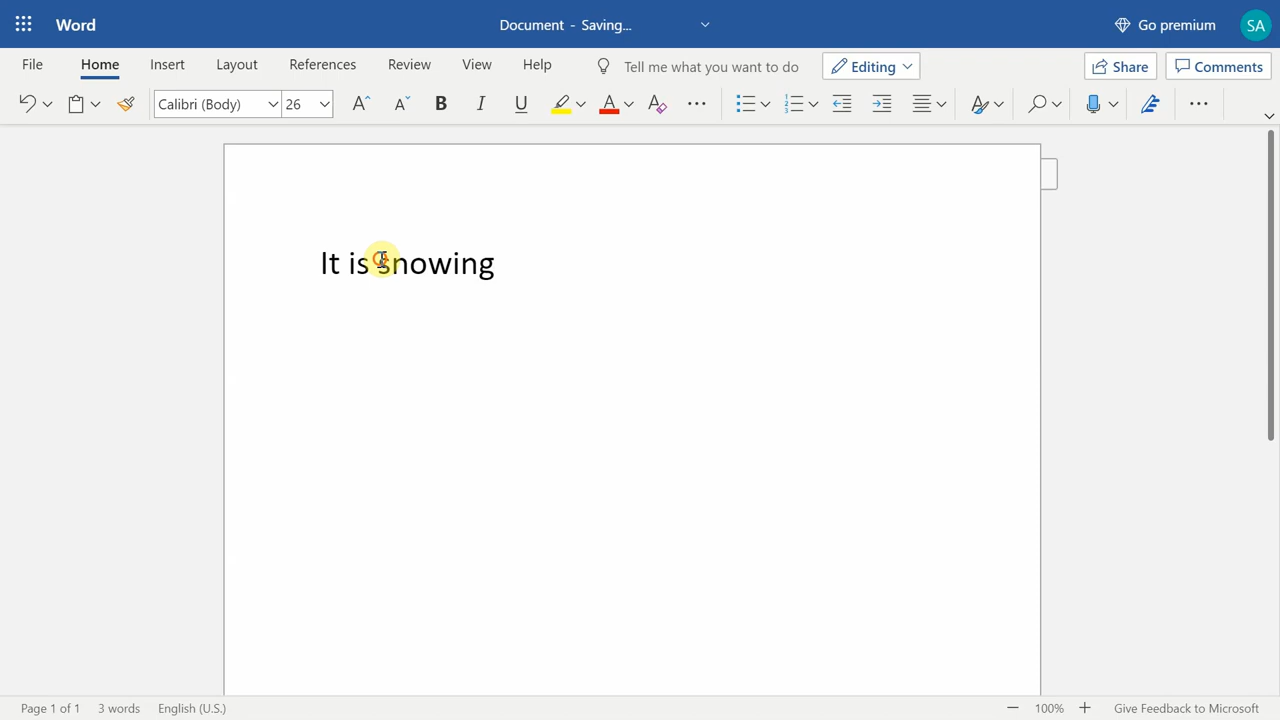 Word
Document - Saving...
Go premium
SA
File
Home
Insert
Layout
References
Review
View
Help
Tell me what you want to do
Editing
Share
Comments
Calibri (Body)
26
It is snowing
Page 1 of 1
3 words
English (U.S.)
100%
Give Feedback to Microsoft